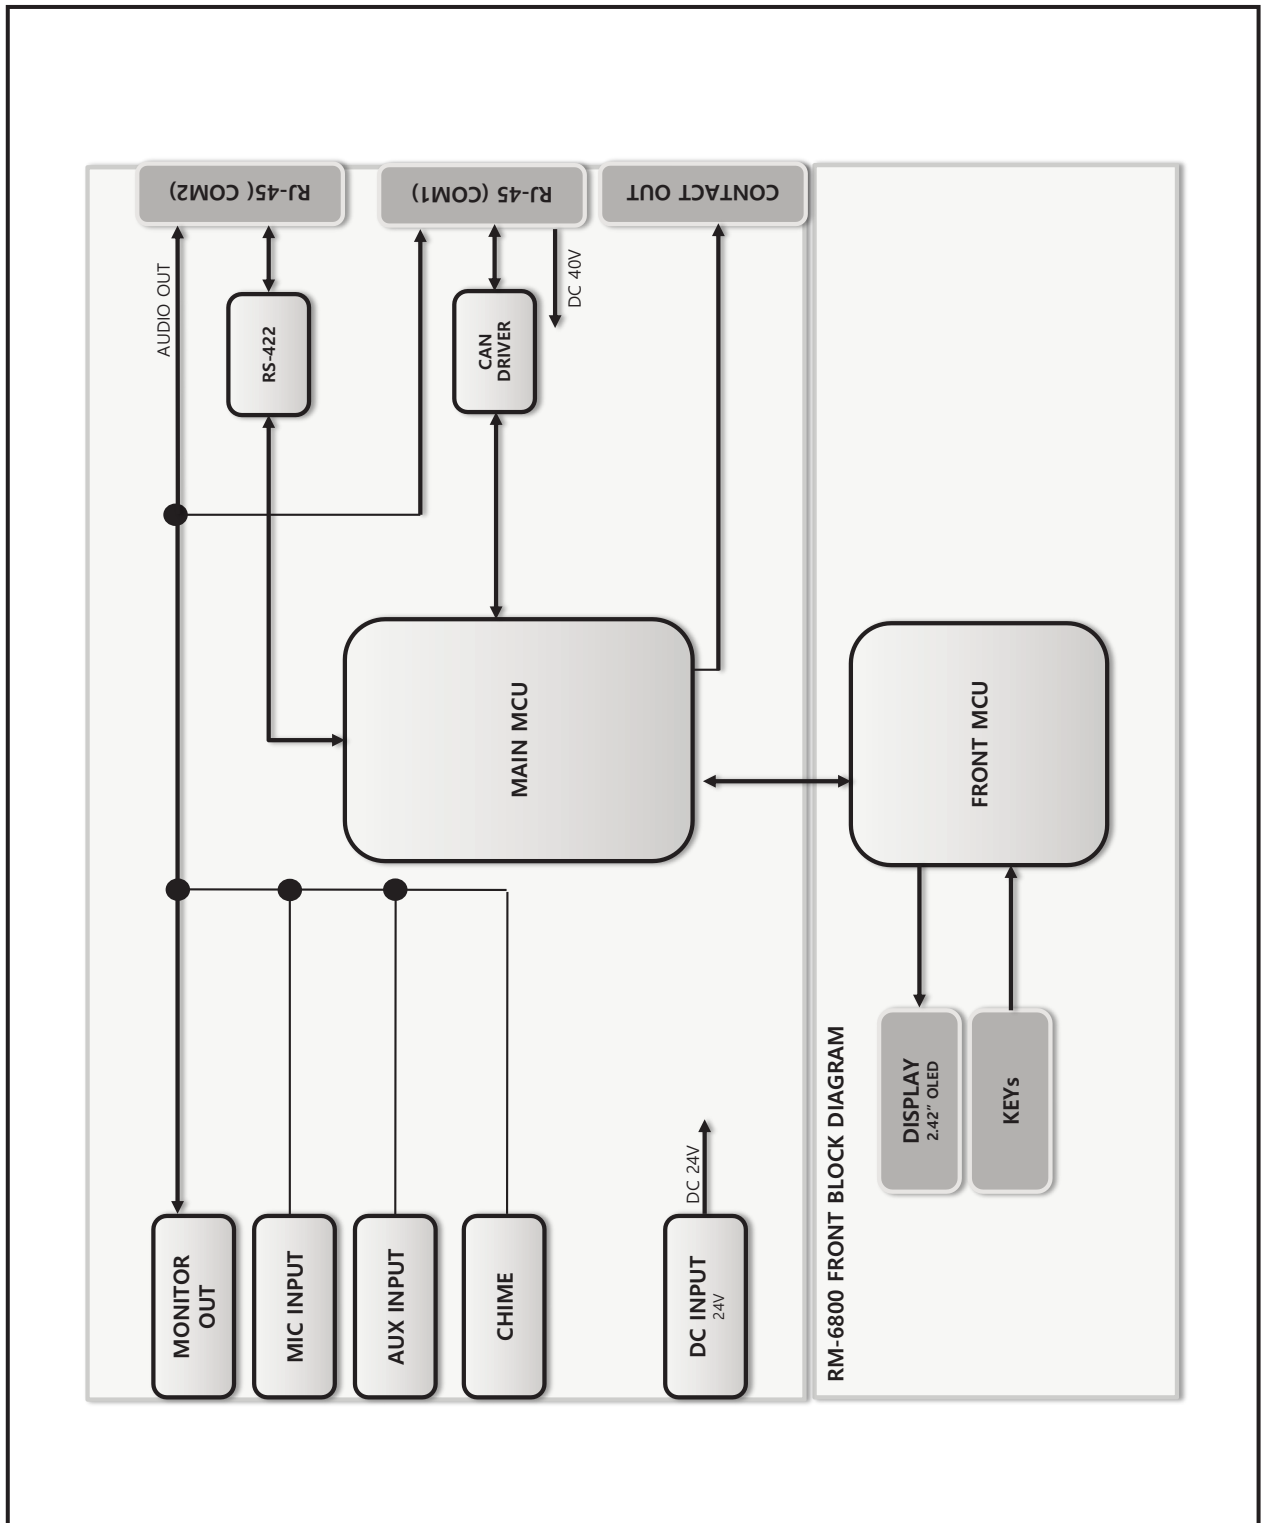 RJ-45( COM2)
RJ-45 (COM1)
CONTACT OUT
AUDIO OUT
RS-422
CAN
DRIVER
DC 40V
MAIN MCU
FRONT MCU
MONITOR
OUT
MIC INPUT
AUX INPUT
CHIME
DC INPUT
24V
DC 24V
RM-6800 FRONT BLOCK DIAGRAM
DISPLAY
2.42” OLED
KEYs